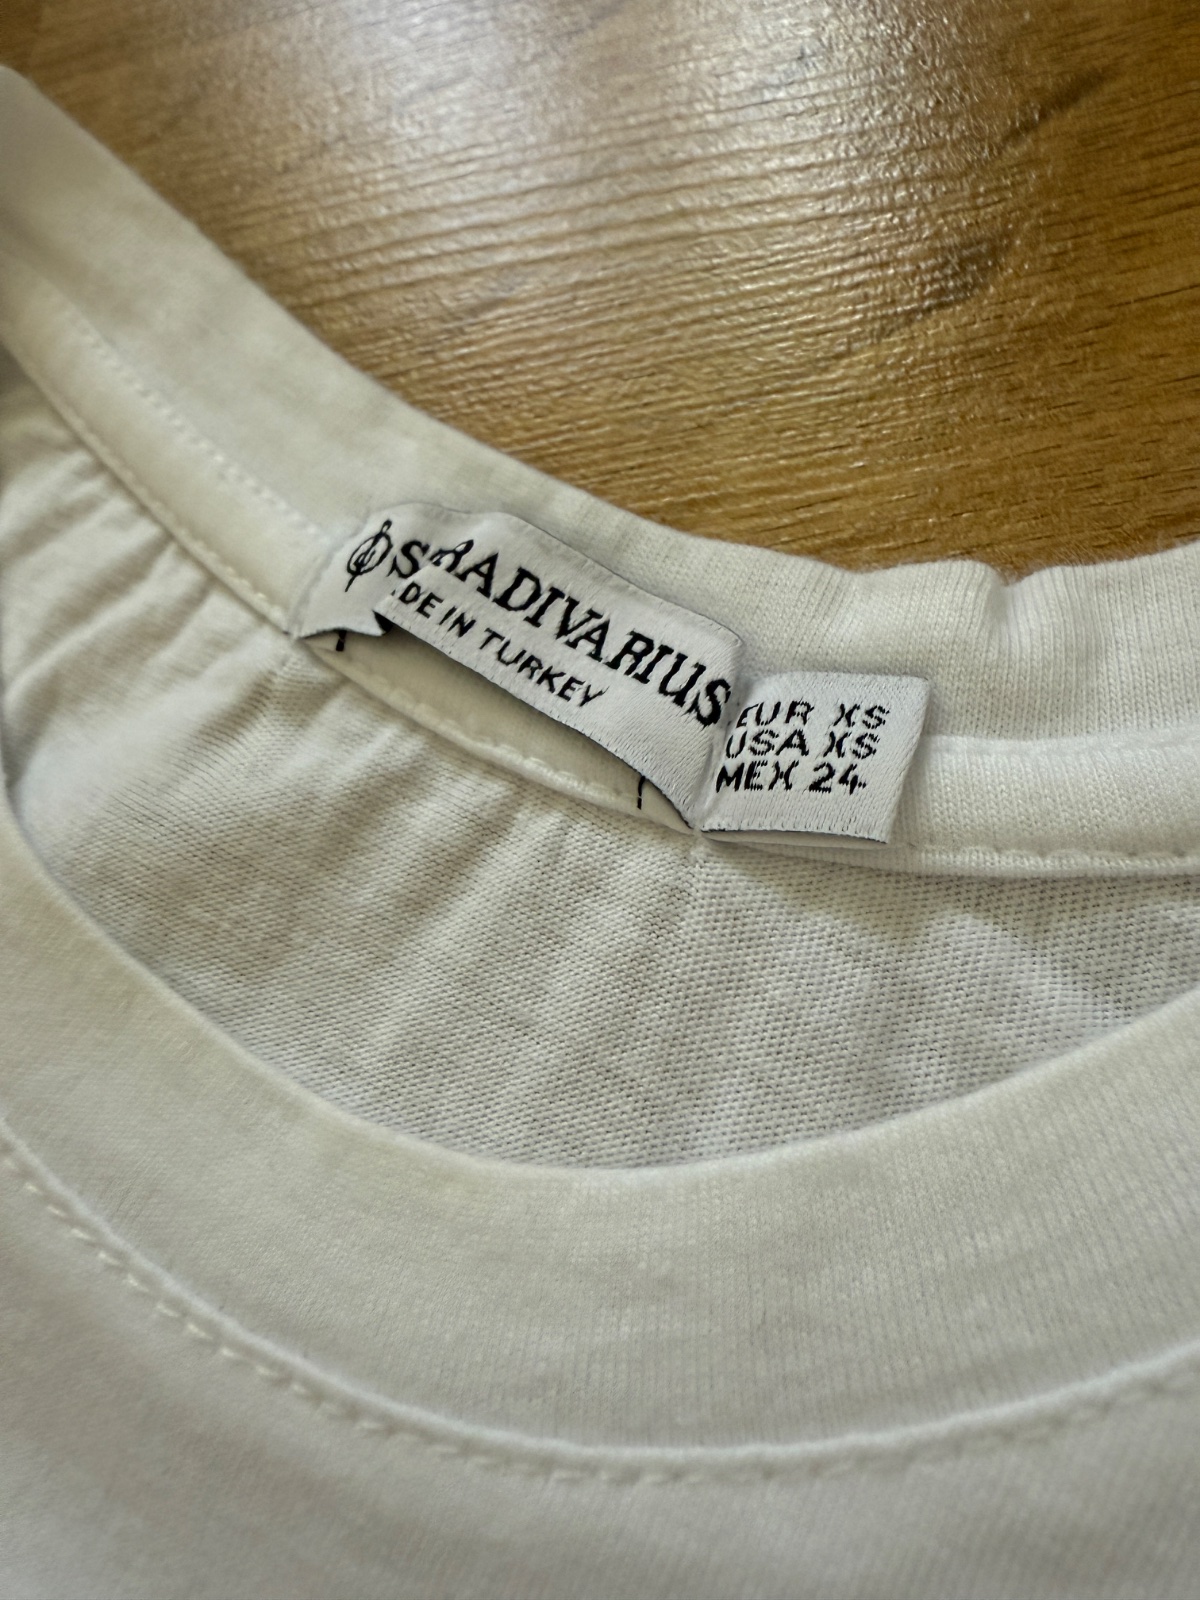 STRADIVARIUS
DE IN TURKEY
EUR XS
USA XS
MEX 24